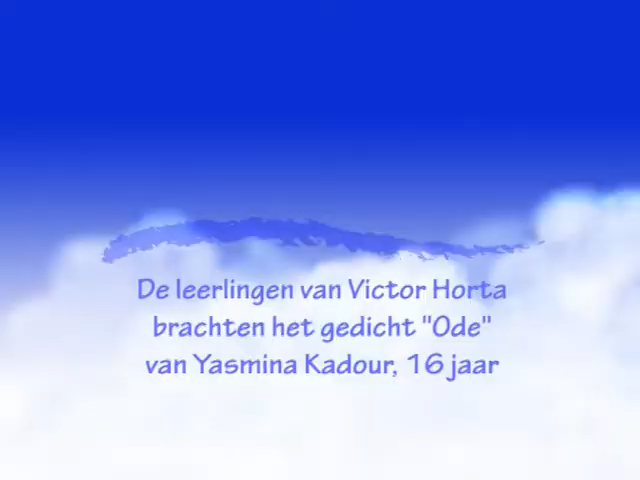 De leerlingen van Victor Horta
brachten het gedicht "Ode"
van Yasmina Kadour, 16 jaar